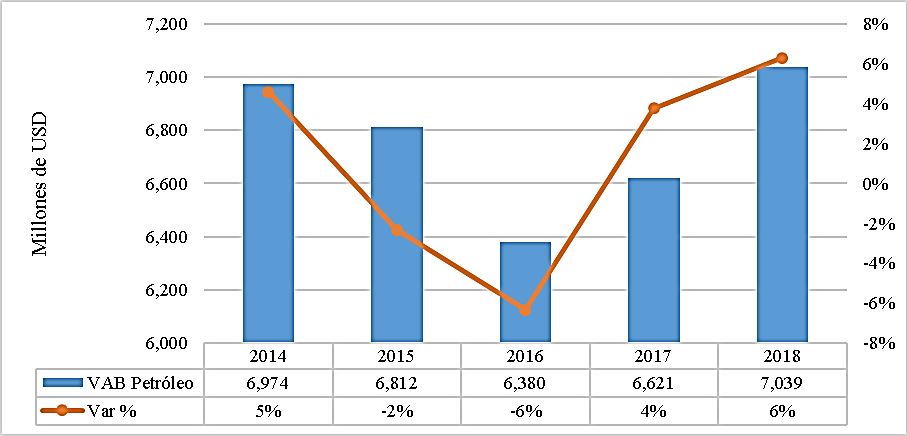 7,200 8%
7,000 6%
6,800 4%
2%
6,600 0%
6,400 -2%
-4%
6,200 -6%
6,000 -8%
Millones de USD
2014 2015 2016 2017 2018
VAB Petróleo 6,974 6,812 6,380 6,621 7,039
Var % 5% -2% -6% 4% 6%